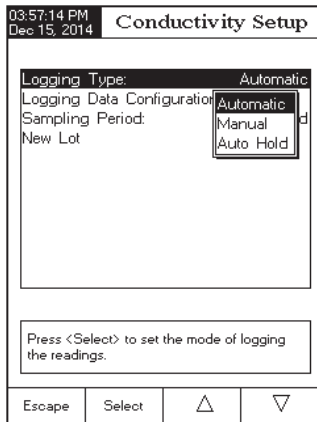 03:57:14 PM
Dec 15, 2014
Conductivity Setup
Logging Type: Automatic
Logging Data Configuration
Sampling Period: d
New Lot
Automatic
Manual
Auto Hold
Press <Select> to set the mode of logging
the readings.
Escape Select